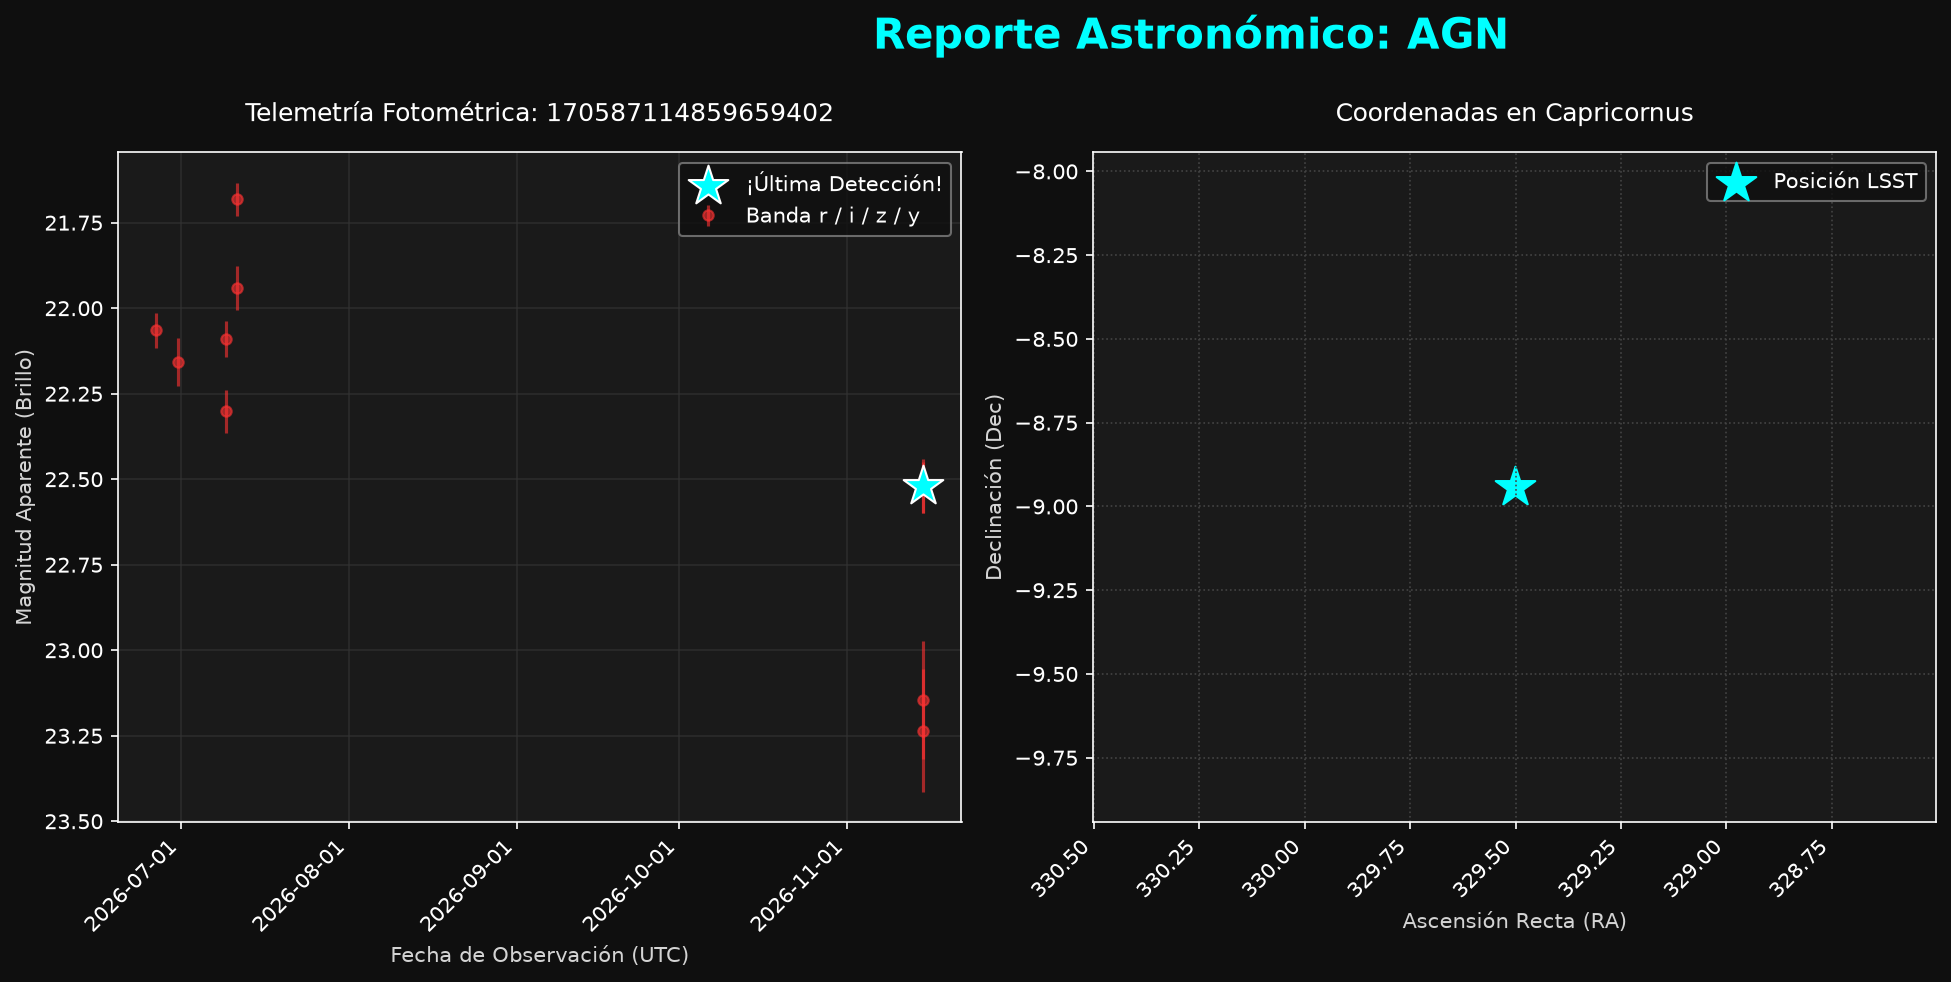 Reporte Astronómico: AGN
Telemetría Fotométrica: 170587114859659402
¡Última Detección!
Banda r / i / z / y
Magnitud Aparente (Brillo)
21.75
22.00
22.25
22.50
22.75
23.00
23.25
23.50
2026-07-01
2026-08-01
2026-09-01
2026-10-01
2026-11-01
Fecha de Observación (UTC)
Coordenadas en Capricornus
Posición LSST
Declinación (Dec)
−8.00
−8.25
−8.50
−8.75
−9.00
−9.25
−9.50
−9.75
330.50
330.25
330.00
329.75
329.50
329.25
329.00
328.75
Ascensión Recta (RA)